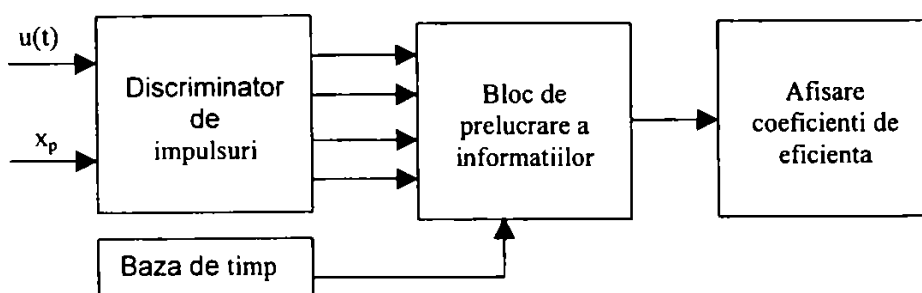 u(t)
x_p
Discriminator
de
impulsuri
Bloc de
prelucrare a
informatiilor
Afisare
coeficienti de
eficienta
Baza de timp